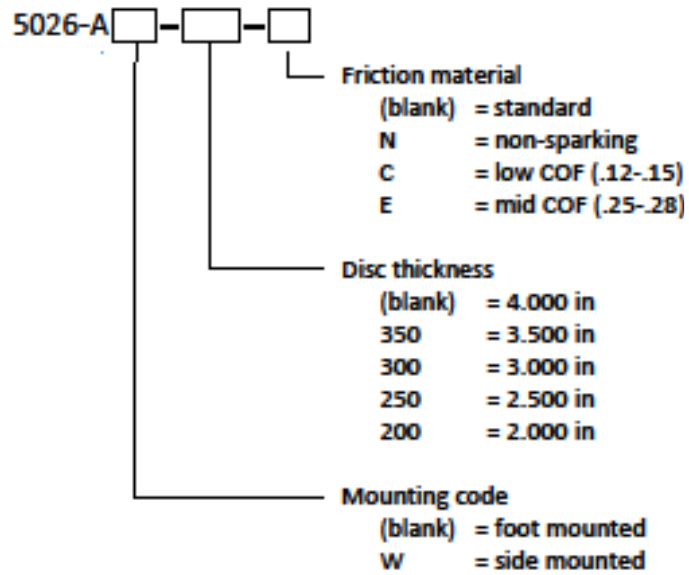 5026-A
Friction material
(blank) = standard
N = non-sparking
C = low COF (.12-.15)
E = mid COF (.25-.28)
Disc thickness
(blank) = 4.000 in
350 = 3.500 in
300 = 3.000 in
250 = 2.500 in
200 = 2.000 in
Mounting code
(blank) = foot mounted
W = side mounted